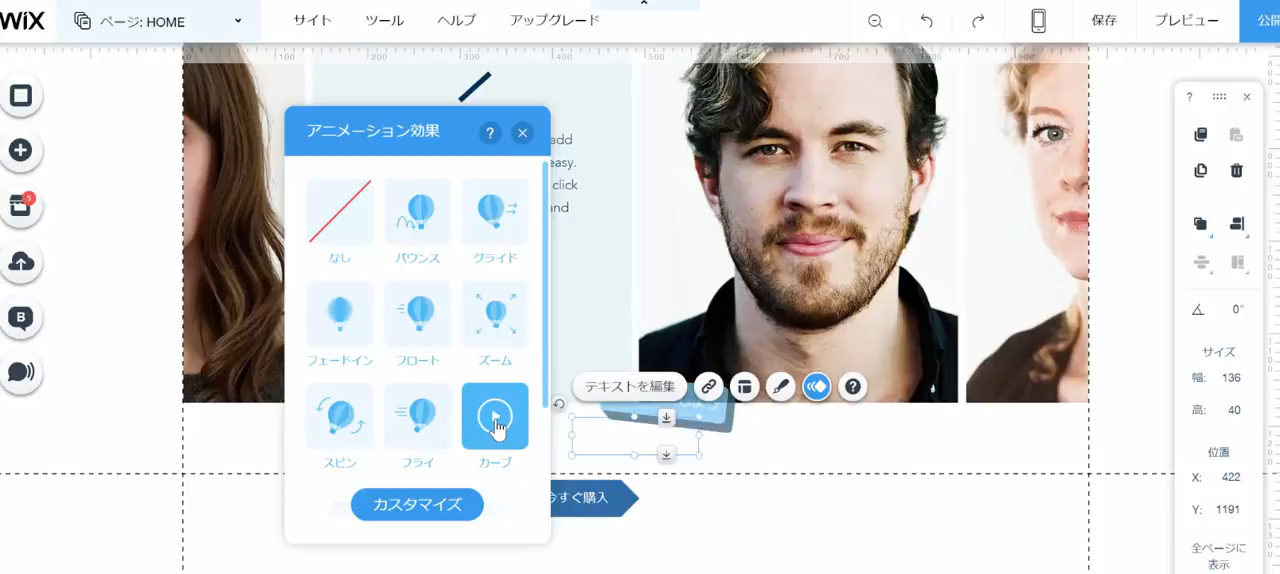 WiX
ページ: HOME
サイト
ツール
ヘルプ
アップグレード
保存
プレビュー
公開
0
100
200
300
400
500
600
700
800
900
アニメーション効果
?
add
easy.
click
and
なし
バウンス
グライド
フェードイン
フロート
ズーム
スピン
フライ
カーブ
カスタマイズ
テキストを編集
?
今すぐ購入
5
B
?
0°
サイズ
幅: 136
高: 40
位置
X: 422
Y: 1191
全ページに
表示